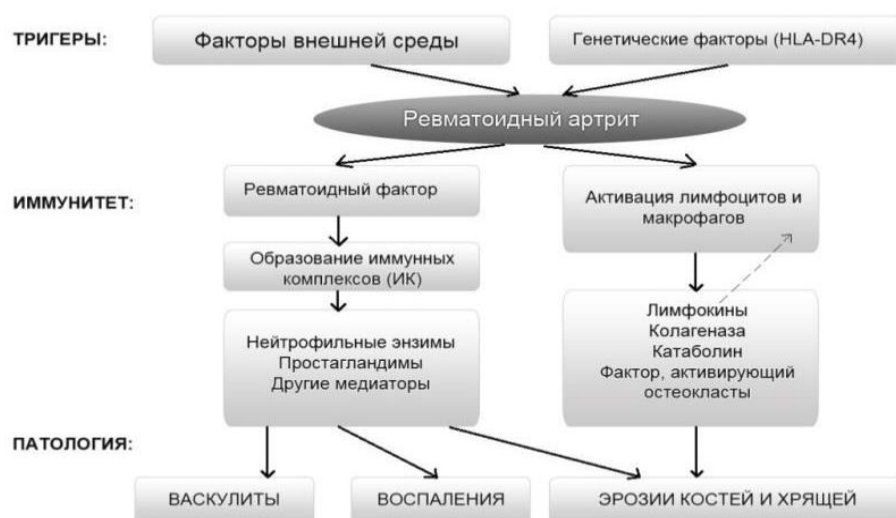 ТРИГЕРЫ:
Факторы внешней среды
Генетические факторы (HLA-DR4)
Ревматоидный артрит
ИММУНИТЕТ:
Ревматоидный фактор
Активация лимфоцитов и
макрофагов
Образование иммунных
комплексов (ИК)
Нейтрофильные энзимы
Простагландимы
Другие медиаторы
Лимфокины
Колагеназа
Катаболин
Фактор, активирующий
остеокласты
ПАТОЛОГИЯ:
ВАСКУЛИТЫ
ВОСПАЛЕНИЯ
ЭРОЗИИ КОСТЕЙ И ХРЯЩЕЙ